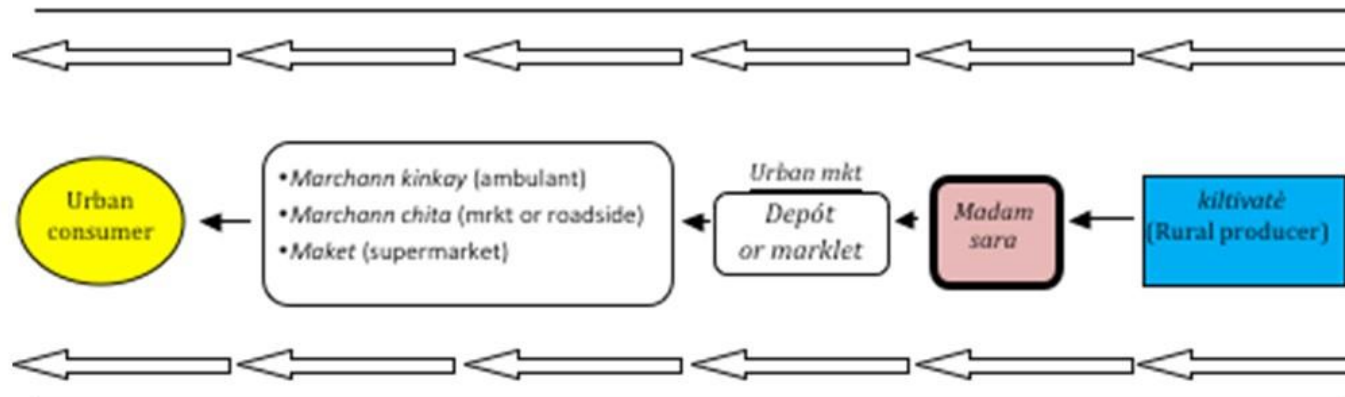 Urban
consumer
•Marchann kinkay (ambulant)
•Marchann chita (mrkt or roadside)
•Maket (supermarket)
Urban mkt
Depót
or marklet
Madam
sara
kiltivatè
(Rural producer)